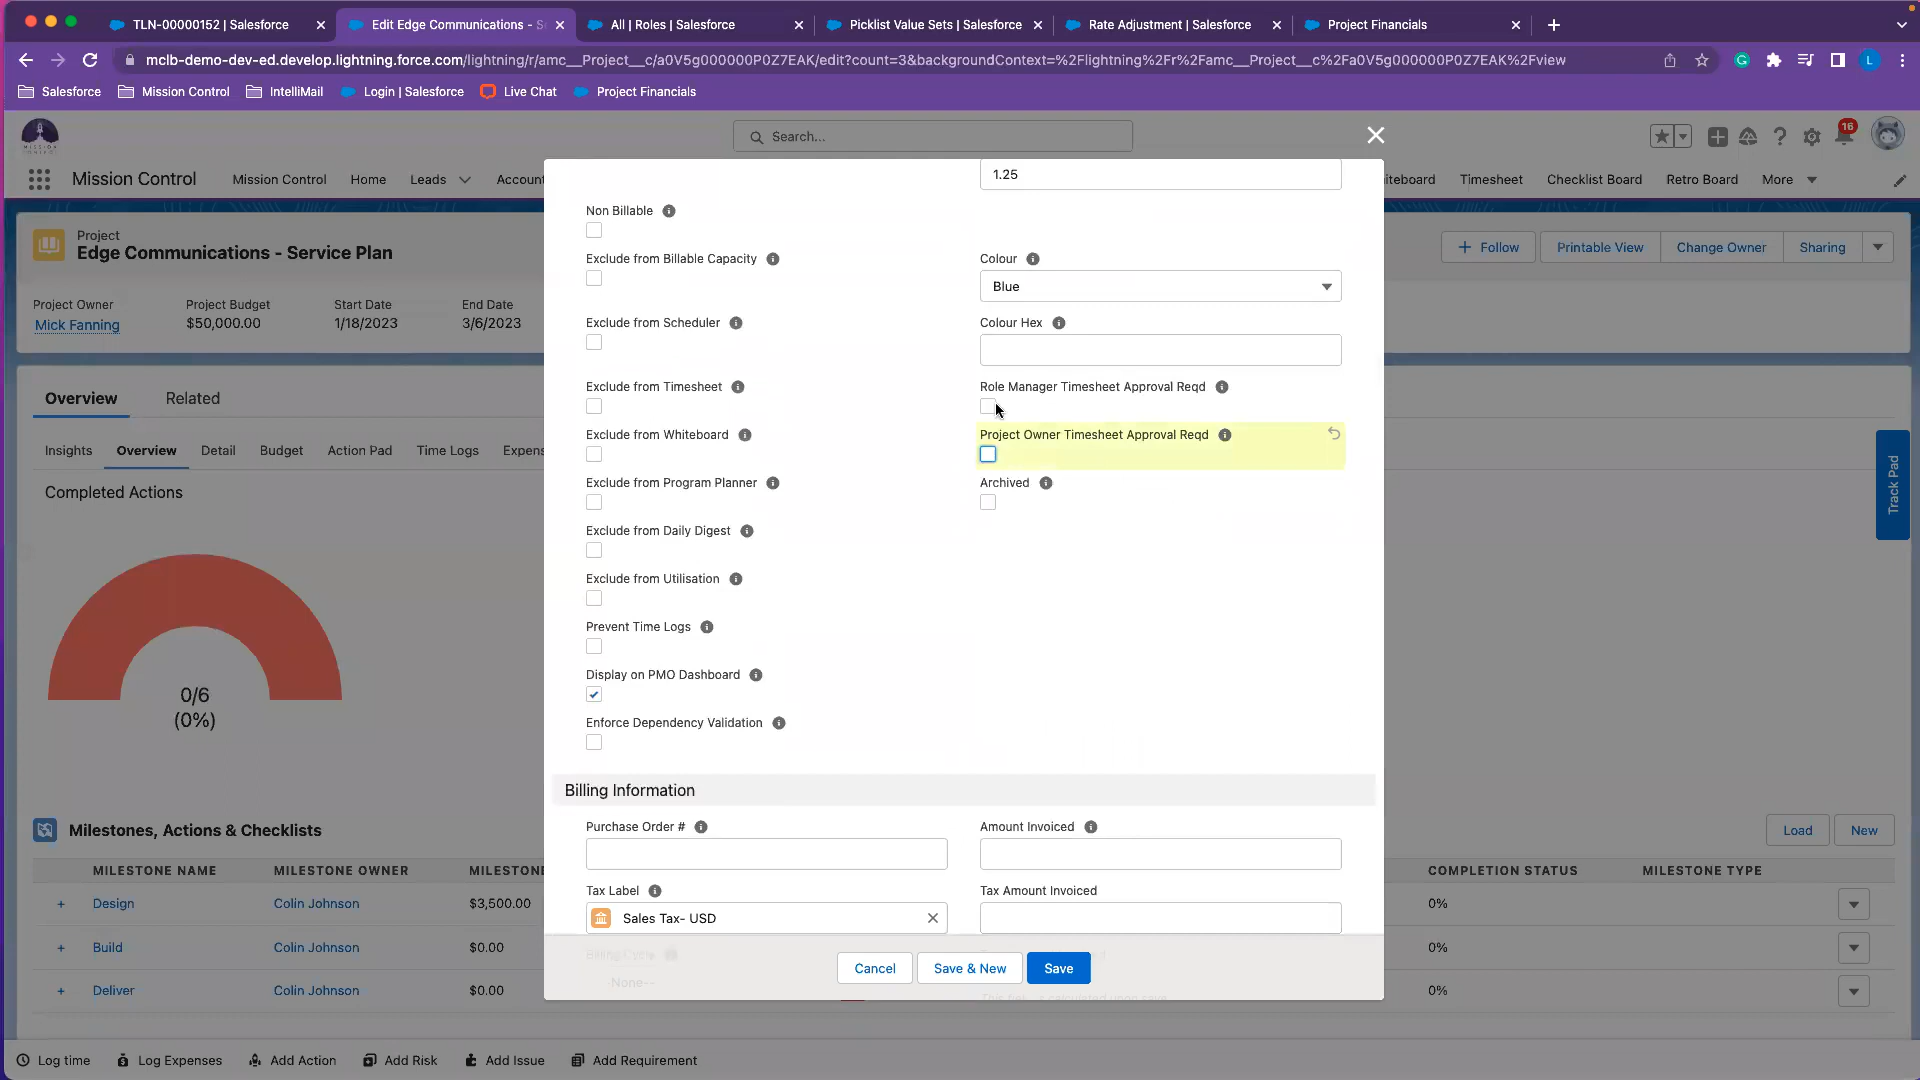 TLN-00000152 | Salesforce
Edit Edge Communications - S
All | Roles | Salesforce
Picklist Value Sets | Salesforce
Rate Adjustment | Salesforce
Project Financials
mclb-demo-dev-ed.develop.lightning.force.com/lightning/r/amc__Project__c/a0V5g000000P0Z7EAK/edit?count=3&backgroundContext=%2Flightning%2Fr%2Famc__Project__c%2Fa0V5g000000P0Z7EAK%2Fview
L
Salesforce
Mission Control
IntelliMail
Login | Salesforce
Live Chat
Project Financials
Search...
16
Mission Control
Mission Control
Home
Leads
Account
iteboard
Timesheet
Checklist Board
Retro Board
More
Project
Edge Communications - Service Plan
Follow
Printable View
Change Owner
Sharing
Project Owner
Mick Fanning
Project Budget
$50,000.00
Start Date
1/18/2023
End Date
3/6/2023
Overview
Related
Insights
Overview
Detail
Budget
Action Pad
Time Logs
Expens
Completed Actions
0/6
(0%)
Track Pad
1.25
Non Billable
Exclude from Billable Capacity
Colour
Blue
Exclude from Scheduler
Colour Hex
Exclude from Timesheet
Role Manager Timesheet Approval Reqd
Exclude from Whiteboard
Project Owner Timesheet Approval Reqd
Exclude from Program Planner
Archived
Exclude from Daily Digest
Exclude from Utilisation
Prevent Time Logs
Display on PMO Dashboard
Enforce Dependency Validation
Billing Information
Purchase Order #
Amount Invoiced
Tax Label
Sales Tax- USD
Tax Amount Invoiced
Billing Cycle
--None--
Cancel
Save & New
Save
Milestones, Actions & Checklists
Load
New
MILESTONE NAME
MILESTONE OWNER
MILESTONE
COMPLETION STATUS
MILESTONE TYPE
Design
Colin Johnson
$3,500.00
0%
Build
Colin Johnson
$0.00
0%
Deliver
Colin Johnson
$0.00
0%
Log time
Log Expenses
Add Action
Add Risk
Add Issue
Add Requirement